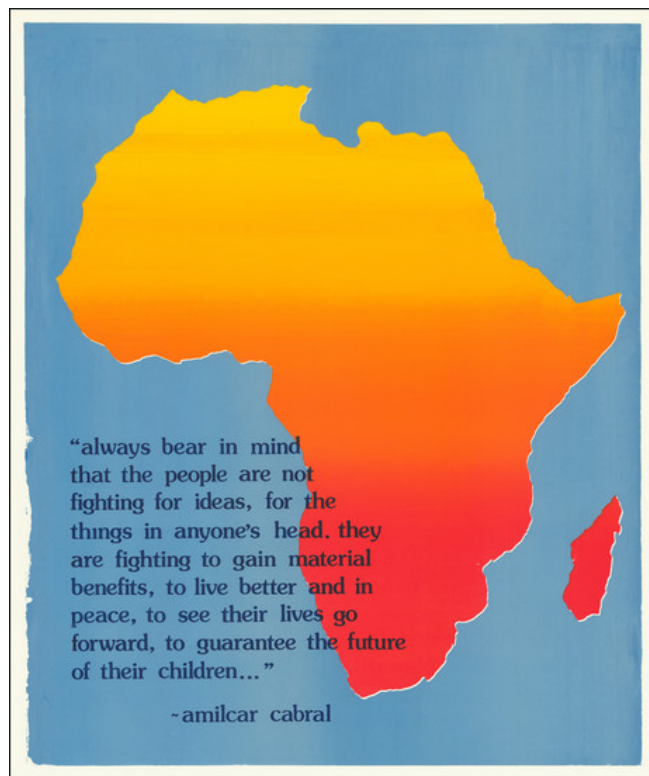 “always bear in mind
that the people are not
fighting for ideas, for the
things in anyone’s head. they
are fighting to gain material
benefits, to live better and in
peace, to see their lives go
forward, to guarantee the future
of their children...”
~amilcar cabral